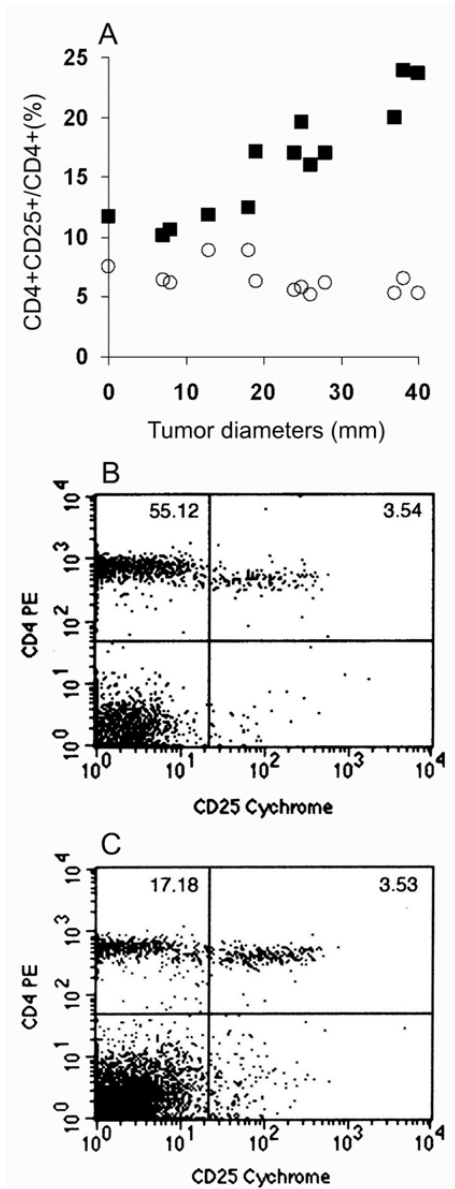 A
25
20
15
10
5
0
CD4+CD25+/CD4+(%)
0 10 20 30 40
Tumor diameters (mm)
B
55.12 3.54
10^4
10^3
10^2
10^1
10^0
CD4 PE
10^0 10^1 10^2 10^3 10^4
CD25 Cychrome
C
17.18 3.53
10^4
10^3
10^2
10^1
10^0
CD4 PE
10^0 10^1 10^2 10^3 10^4
CD25 Cychrome